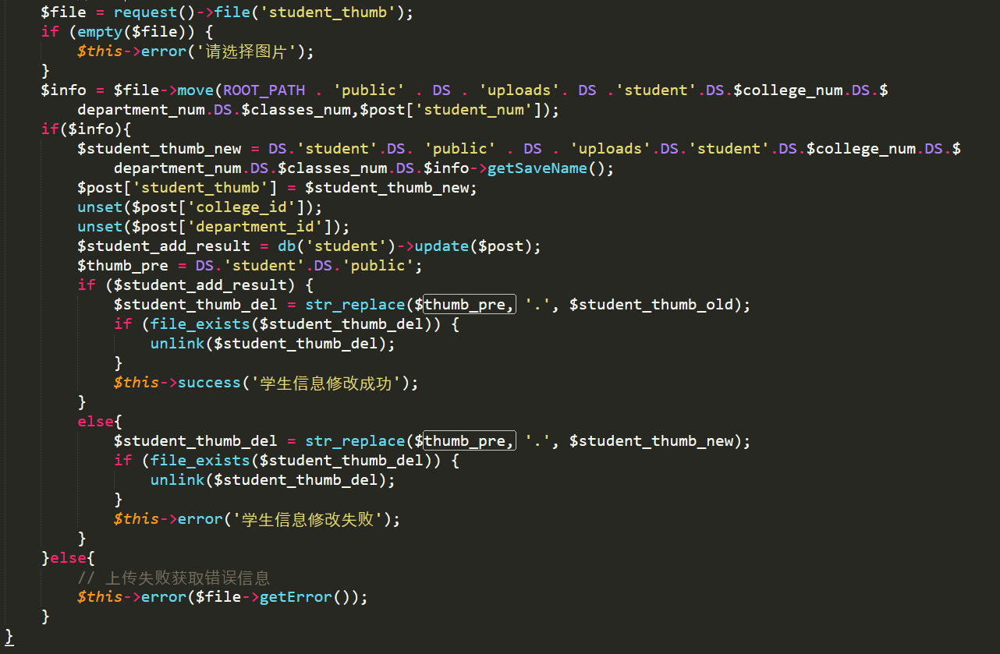 $file = request()->file('student_thumb');
if (empty($file)) {
$this->error('请选择图片');
}
$info = $file->move(ROOT_PATH . 'public' . DS . 'uploads'. DS .'student'.DS.$college_num.DS.$
department_num.DS.$classes_num,$post['student_num']);
if($info){
$student_thumb_new = DS.'student'.DS. 'public' . DS . 'uploads'.DS.'student'.DS.$college_num.DS.$
department_num.DS.$classes_num.DS.$info->getSaveName();
$post['student_thumb'] = $student_thumb_new;
unset($post['college_id']);
unset($post['department_id']);
$student_add_result = db('student')->update($post);
$thumb_pre = DS.'student'.DS.'public';
if ($student_add_result) {
$student_thumb_del = str_replace($thumb_pre, '.', $student_thumb_old);
if (file_exists($student_thumb_del)) {
unlink($student_thumb_del);
}
$this->success('学生信息修改成功');
}
else{
$student_thumb_del = str_replace($thumb_pre, '.', $student_thumb_new);
if (file_exists($student_thumb_del)) {
unlink($student_thumb_del);
}
$this->error('学生信息修改失败');
}
}else{
// 上传失败获取错误信息
$this->error($file->getError());
}
}